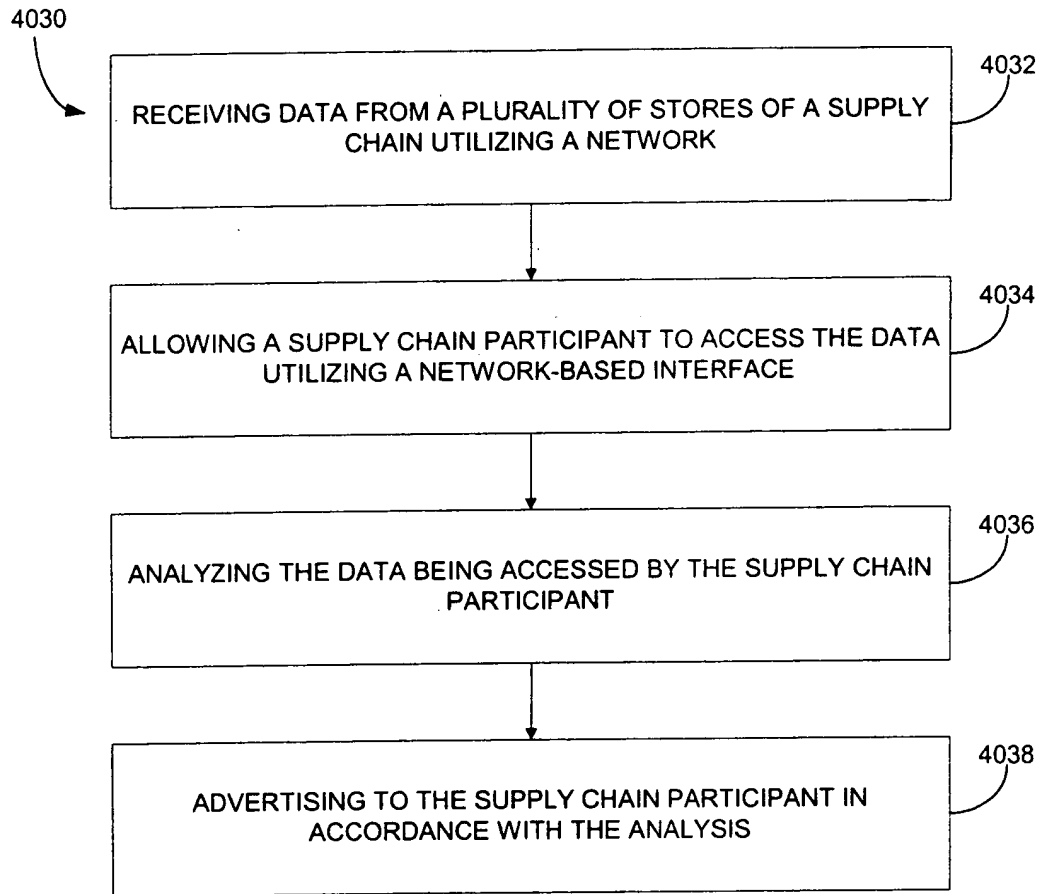 4030
4032
RECEIVING DATA FROM A PLURALITY OF STORES OF A SUPPLY
CHAIN UTILIZING A NETWORK
4034
ALLOWING A SUPPLY CHAIN PARTICIPANT TO ACCESS THE DATA
UTILIZING A NETWORK-BASED INTERFACE
4036
ANALYZING THE DATA BEING ACCESSED BY THE SUPPLY CHAIN
PARTICIPANT
4038
ADVERTISING TO THE SUPPLY CHAIN PARTICIPANT IN
ACCORDANCE WITH THE ANALYSIS